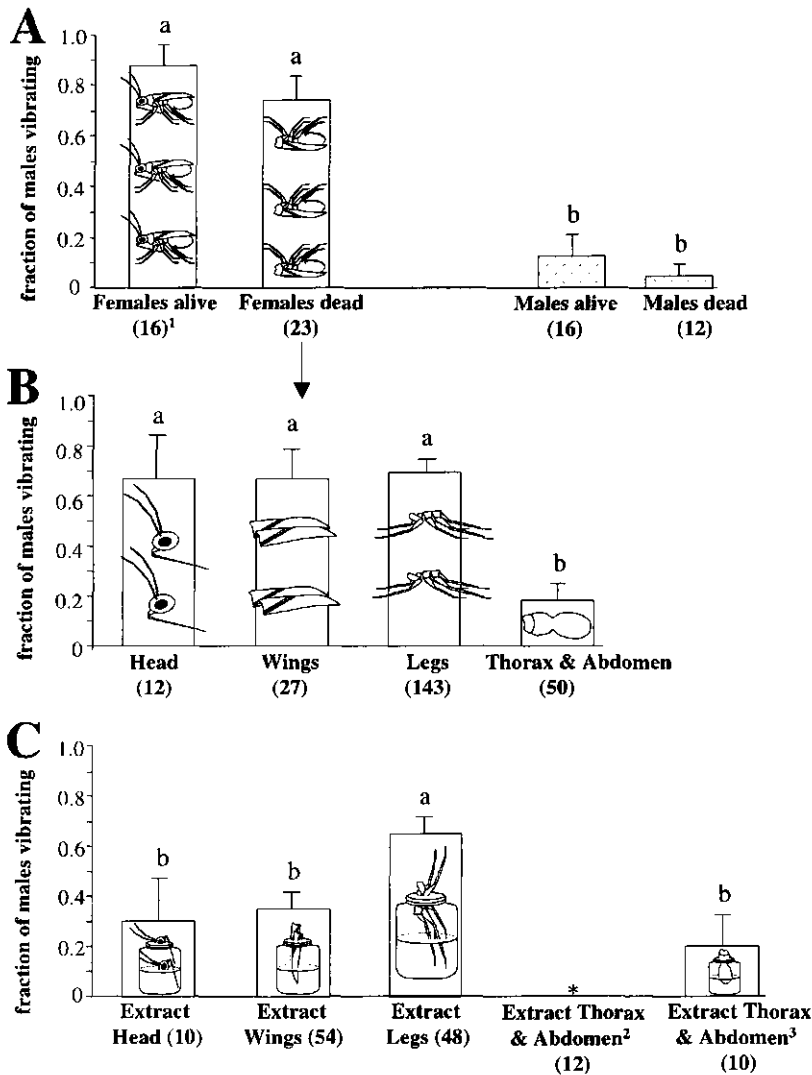 A
fraction of males vibrating
1.0
0.8
0.6
0.4
0.2
0
a
a
b
b
Females alive
(16)¹
Females dead
(23)
Males alive
(16)
Males dead
(12)
B
fraction of males vibrating
1.0
0.8
0.6
0.4
0.2
0
a
a
a
b
Head
(12)
Wings
(27)
Legs
(143)
Thorax & Abdomen
(50)
C
fraction of males vibrating
1.0
0.8
0.6
0.4
0.2
0
b
b
a
*
b
Extract
Head (10)
Extract
Wings (54)
Extract
Legs (48)
Extract Thorax
& Abdomen²
(12)
Extract Thorax
& Abdomen³
(10)